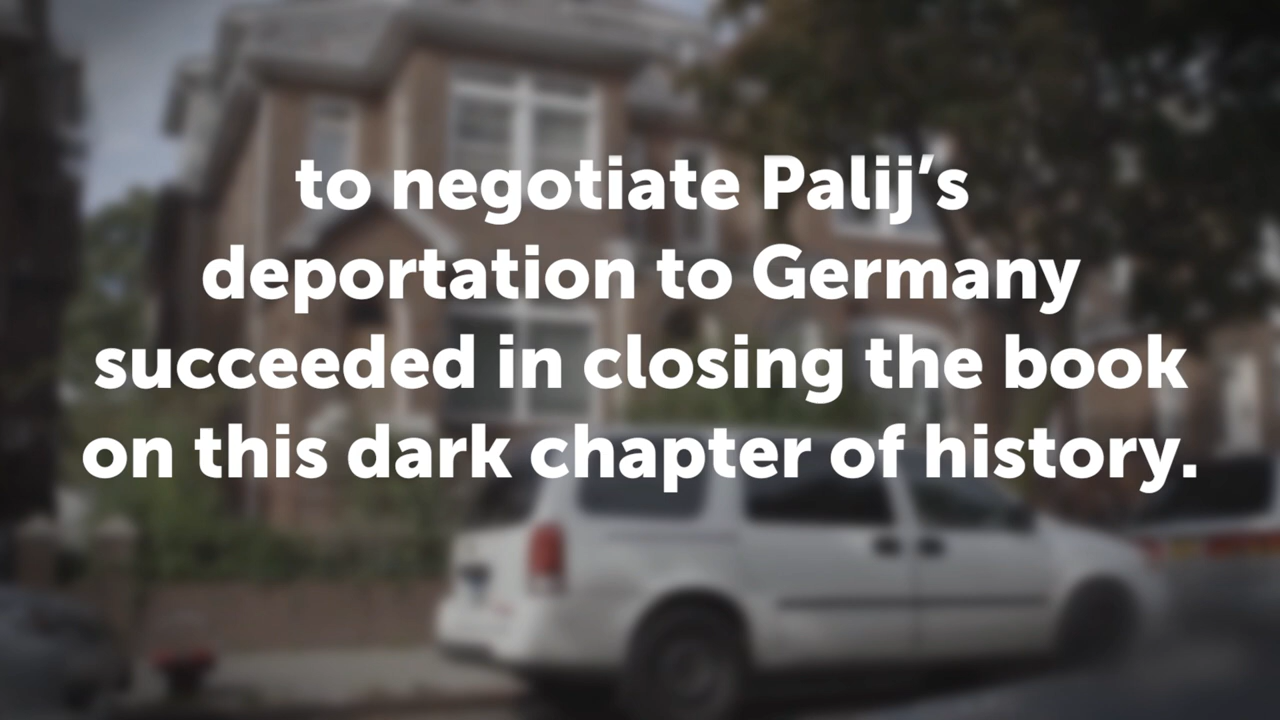 to negotiate Palij’s
deportation to Germany
succeeded in closing the book
on this dark chapter of history.